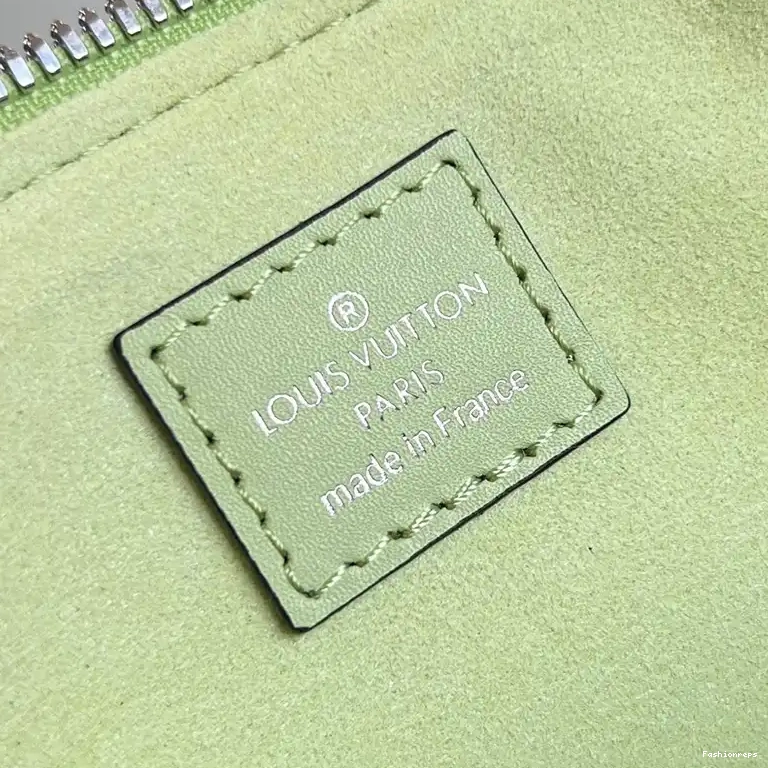 ®
LOUIS VUITTON
PARIS
made in France
Fashionreps